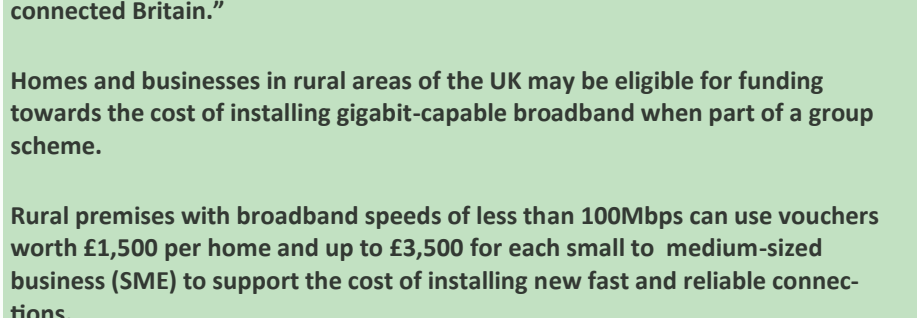 connected Britain.”
Homes and businesses in rural areas of the UK may be eligible for funding
towards the cost of installing gigabit-capable broadband when part of a group
scheme.
Rural premises with broadband speeds of less than 100Mbps can use vouchers
worth £1,500 per home and up to £3,500 for each small to  medium-sized
business (SME) to support the cost of installing new fast and reliable connec-
tions.